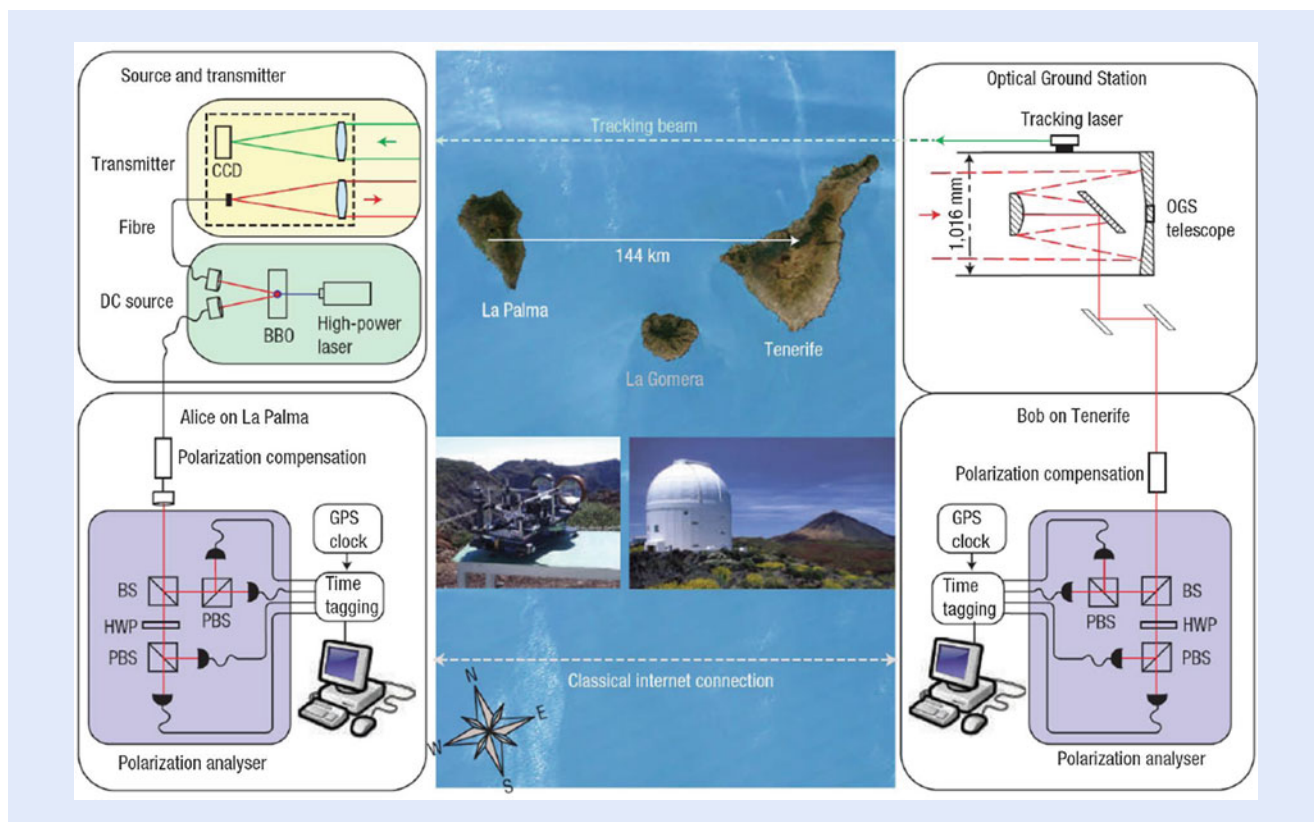 Source and transmitter
Transmitter
CCD
Fibre
DC source
BBO
High-power
laser
Alice on La Palma
Polarization compensation
GPS
clock
Time
tagging
BS
PBS
HWP
PBS
Polarization analyser
Tracking beam
144 km
La Palma
Tenerife
La Gomera
Classical internet connection
N
E
W
S
Optical Ground Station
Tracking laser
1,016 mm
OGS
telescope
Bob on Tenerife
Polarization compensation
GPS
clock
Time
tagging
BS
PBS
HWP
PBS
Polarization analyser